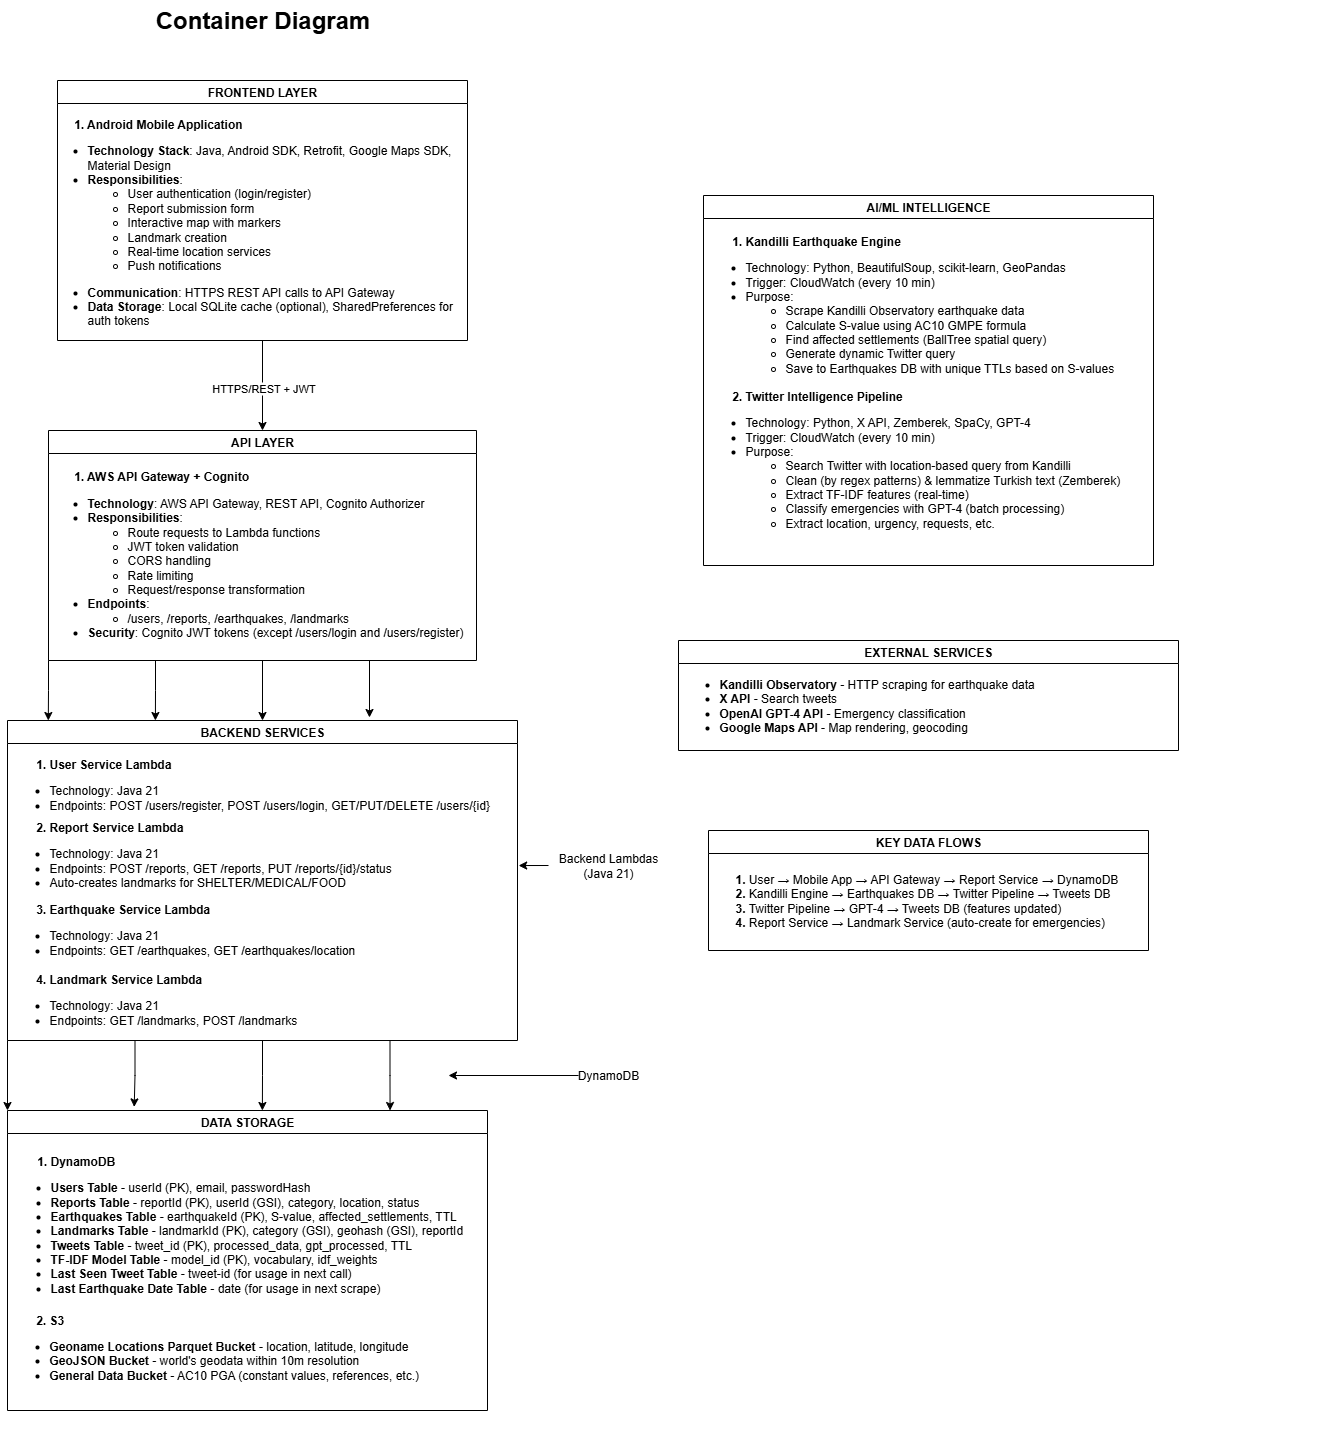 Container Diagram
FRONTEND LAYER
1. Android Mobile Application
• Technology Stack: Java, Android SDK, Retrofit, Google Maps SDK,
Material Design
• Responsibilities:
○ User authentication (login/register)
○ Report submission form
○ Interactive map with markers
○ Landmark creation
○ Real-time location services
○ Push notifications
• Communication: HTTPS REST API calls to API Gateway
• Data Storage: Local SQLite cache (optional), SharedPreferences for
auth tokens
HTTPS/REST + JWT
API LAYER
1. AWS API Gateway + Cognito
• Technology: AWS API Gateway, REST API, Cognito Authorizer
• Responsibilities:
○ Route requests to Lambda functions
○ JWT token validation
○ CORS handling
○ Rate limiting
○ Request/response transformation
• Endpoints:
○ /users, /reports, /earthquakes, /landmarks
• Security: Cognito JWT tokens (except /users/login and /users/register)
BACKEND SERVICES
1. User Service Lambda
• Technology: Java 21
• Endpoints: POST /users/register, POST /users/login, GET/PUT/DELETE /users/{id}
2. Report Service Lambda
• Technology: Java 21
• Endpoints: POST /reports, GET /reports, PUT /reports/{id}/status
• Auto-creates landmarks for SHELTER/MEDICAL/FOOD
3. Earthquake Service Lambda
• Technology: Java 21
• Endpoints: GET /earthquakes, GET /earthquakes/location
4. Landmark Service Lambda
• Technology: Java 21
• Endpoints: GET /landmarks, POST /landmarks
Backend Lambdas
(Java 21)
DynamoDB
DATA STORAGE
1. DynamoDB
• Users Table - userId (PK), email, passwordHash
• Reports Table - reportId (PK), userId (GSI), category, location, status
• Earthquakes Table - earthquakeId (PK), S-value, affected_settlements, TTL
• Landmarks Table - landmarkId (PK), category (GSI), geohash (GSI), reportId
• Tweets Table - tweet_id (PK), processed_data, gpt_processed, TTL
• TF-IDF Model Table - model_id (PK), vocabulary, idf_weights
• Last Seen Tweet Table - tweet-id (for usage in next call)
• Last Earthquake Date Table - date (for usage in next scrape)
2. S3
• Geoname Locations Parquet Bucket - location, latitude, longitude
• GeoJSON Bucket - world's geodata within 10m resolution
• General Data Bucket - AC10 PGA (constant values, references, etc.)
AI/ML INTELLIGENCE
1. Kandilli Earthquake Engine
• Technology: Python, BeautifulSoup, scikit-learn, GeoPandas
• Trigger: CloudWatch (every 10 min)
• Purpose:
○ Scrape Kandilli Observatory earthquake data
○ Calculate S-value using AC10 GMPE formula
○ Find affected settlements (BallTree spatial query)
○ Generate dynamic Twitter query
○ Save to Earthquakes DB with unique TTLs based on S-values
2. Twitter Intelligence Pipeline
• Technology: Python, X API, Zemberek, SpaCy, GPT-4
• Trigger: CloudWatch (every 10 min)
• Purpose:
○ Search Twitter with location-based query from Kandilli
○ Clean (by regex patterns) & lemmatize Turkish text (Zemberek)
○ Extract TF-IDF features (real-time)
○ Classify emergencies with GPT-4 (batch processing)
○ Extract location, urgency, requests, etc.
EXTERNAL SERVICES
• Kandilli Observatory - HTTP scraping for earthquake data
• X API - Search tweets
• OpenAI GPT-4 API - Emergency classification
• Google Maps API - Map rendering, geocoding
KEY DATA FLOWS
1. User → Mobile App → API Gateway → Report Service → DynamoDB
2. Kandilli Engine → Earthquakes DB → Twitter Pipeline → Tweets DB
3. Twitter Pipeline → GPT-4 → Tweets DB (features updated)
4. Report Service → Landmark Service (auto-create for emergencies)